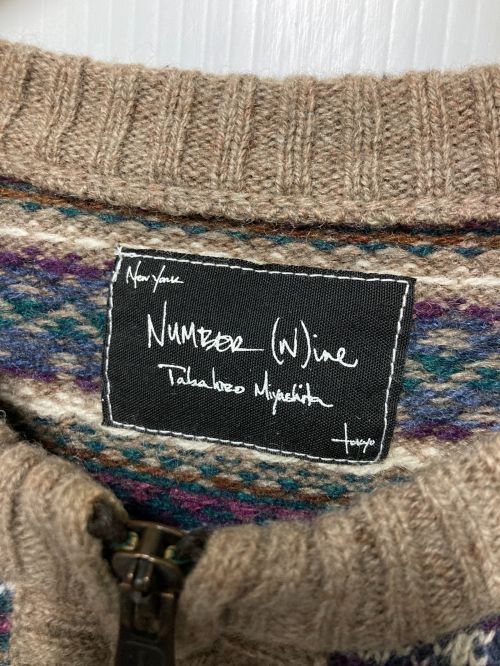 New York
NUMBER (N)ine
Takahiro Miyashita
tokyo